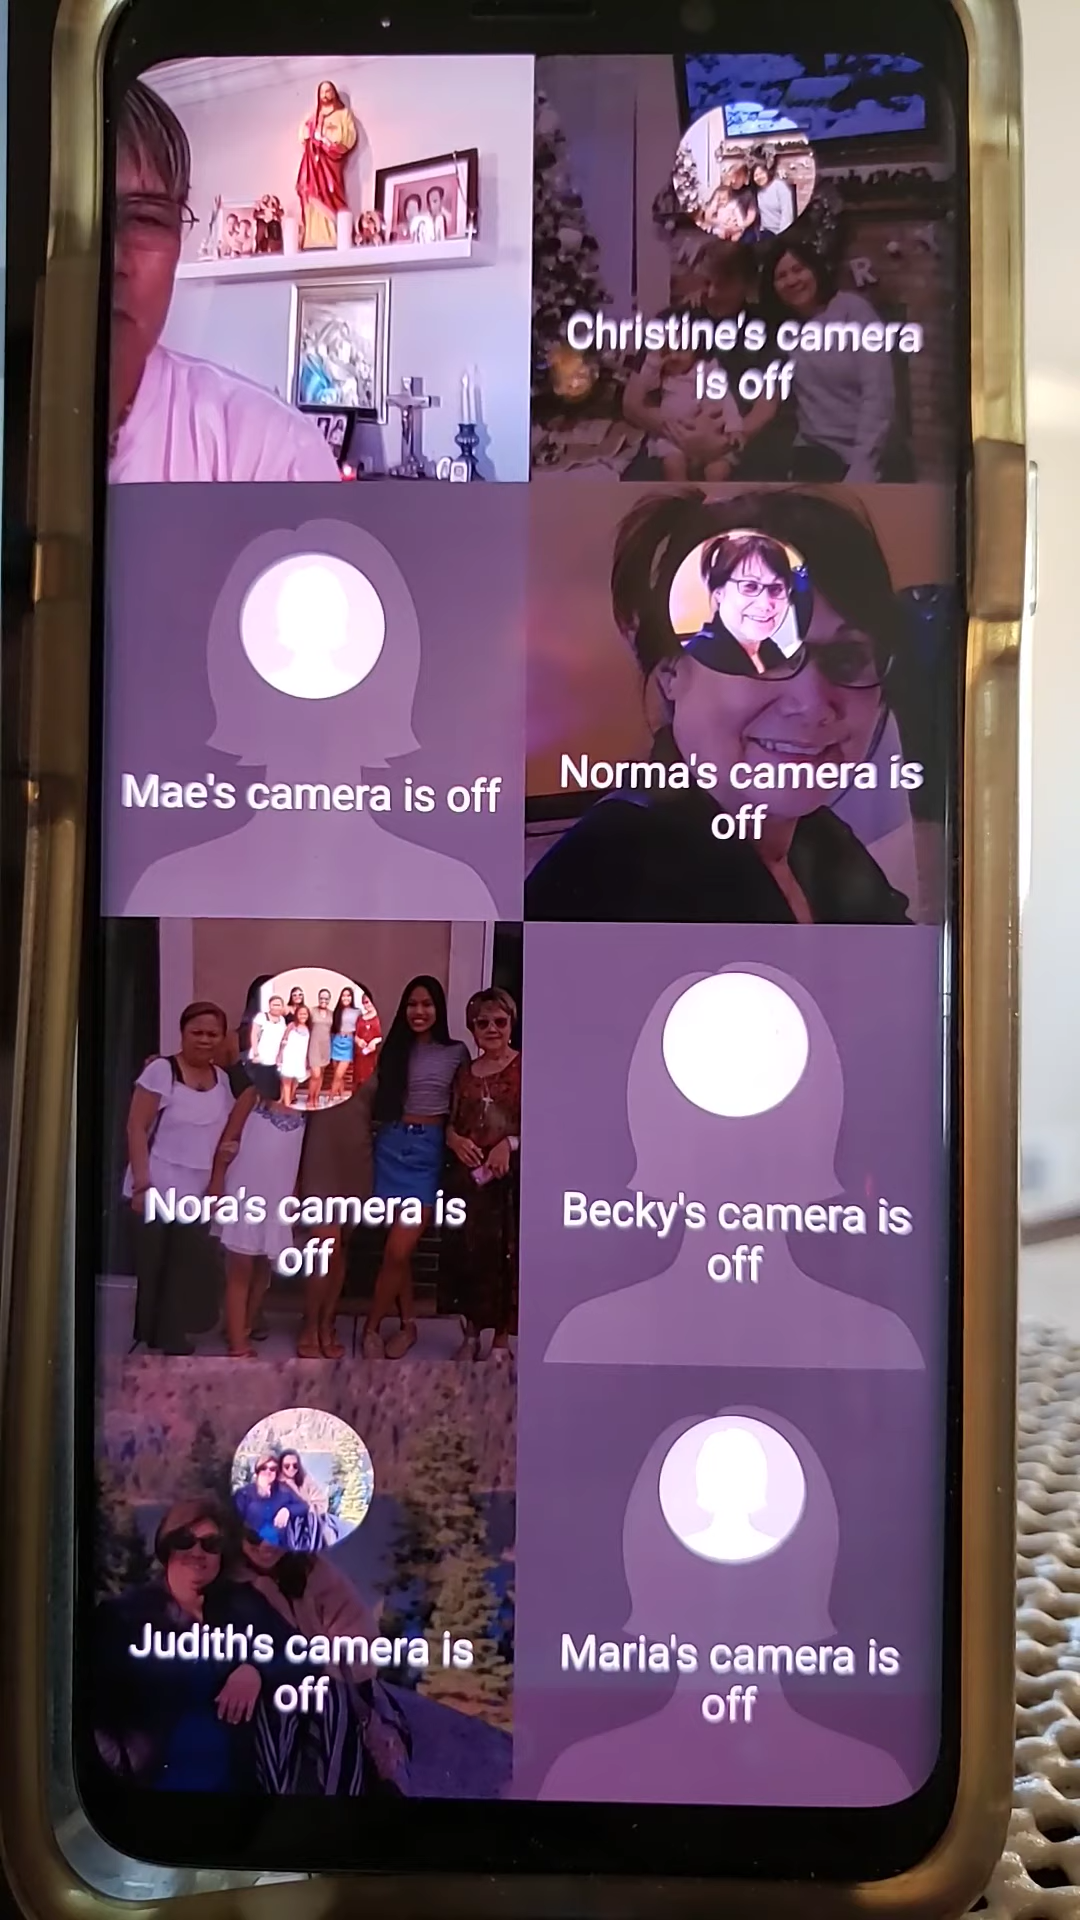 R
Christine's camera
is off
Mae's camera is off
Norma's camera is
off
Nora's camera is
off
Becky's camera is
off
Judith's camera is
off
Maria's camera is
off